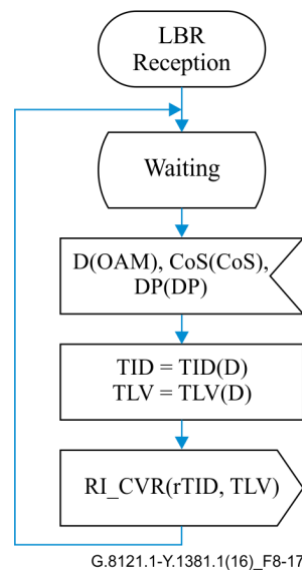 LBR
Reception
Waiting
D(OAM), CoS(CoS),
DP(DP)
TID = TID(D)
TLV = TLV(D)
RI_CVR(rTID, TLV)
G.8121.1-Y.1381.1(16)_F8-17